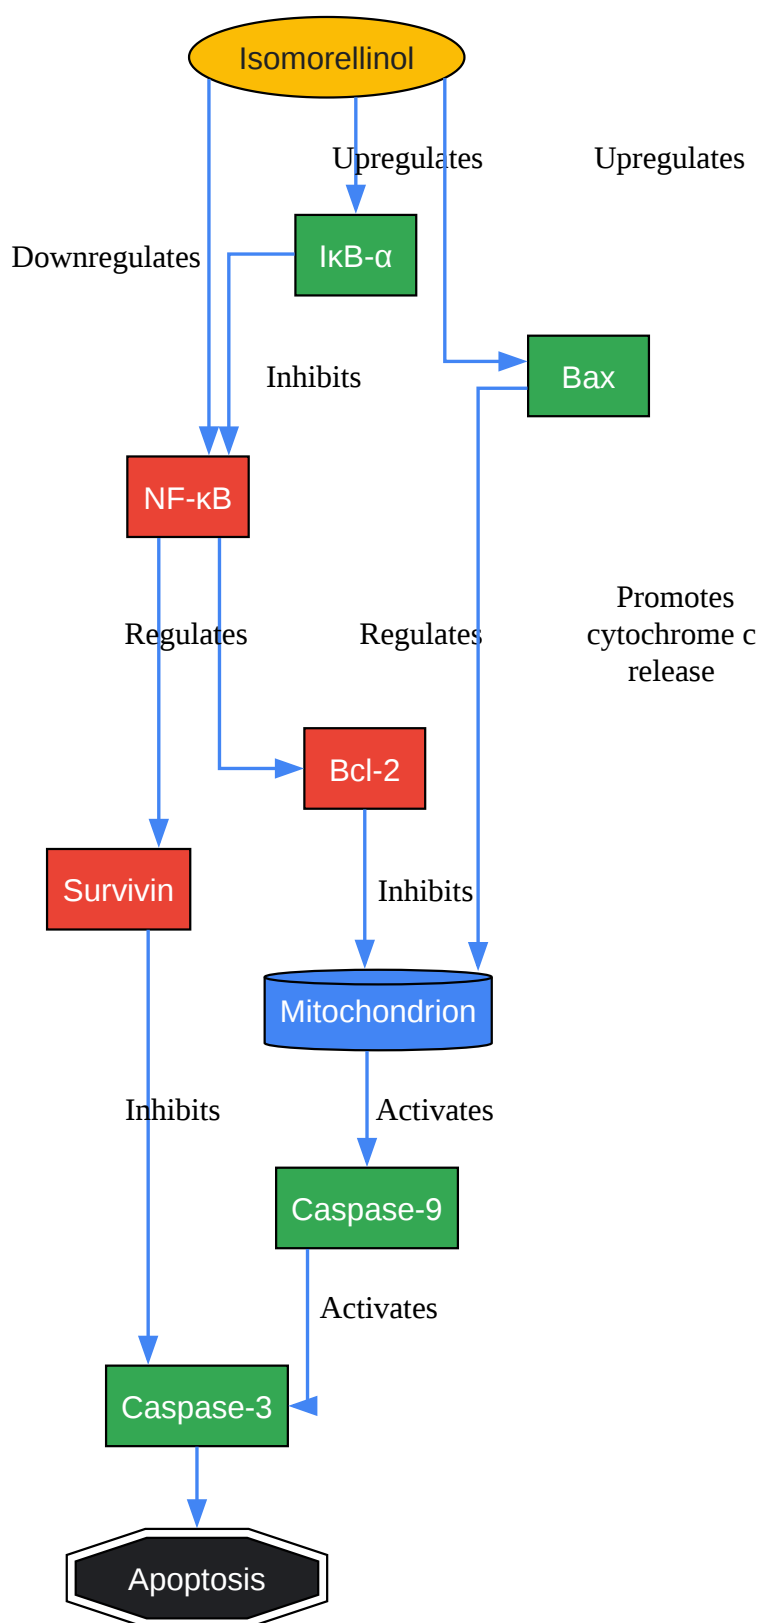 Isomorellinol
Upregulates
Upregulates
Downregulates
IκB-α
Inhibits
Bax
NF-κB
Regulates
Regulates
Promotes
cytochrome c
release
Bcl-2
Survivin
Inhibits
Mitochondrion
Inhibits
Activates
Caspase-9
Activates
Caspase-3
Apoptosis